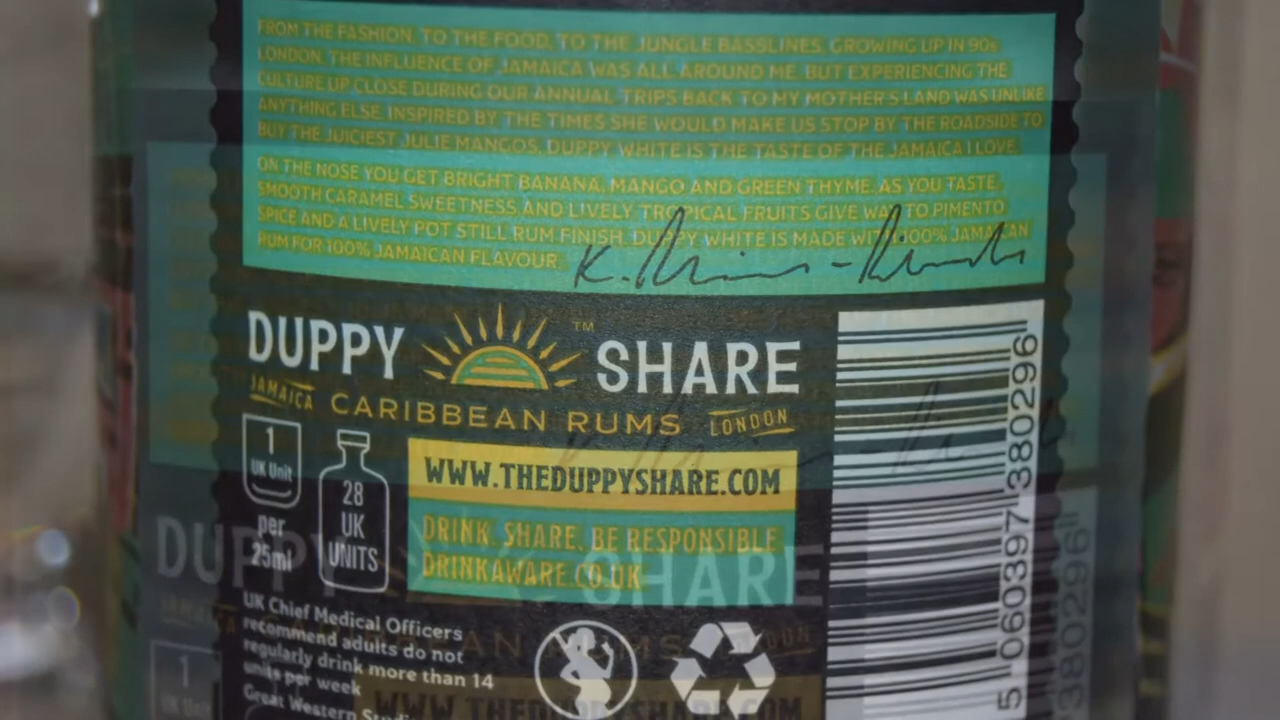 FROM THE FASHION, TO THE FOOD, TO THE JUNGLE BASSLINES, GROWING UP IN 90s
LONDON, THE INFLUENCE OF JAMAICA WAS ALL AROUND ME. BUT EXPERIENCING THE
CULTURE UP CLOSE DURING OUR ANNUAL TRIPS BACK TO MY MOTHER'S LAND WAS UNLIKE
ANYTHING ELSE. INSPIRED BY THE TIMES SHE WOULD MAKE US STOP BY THE ROADSIDE TO
BUY THE JUICIEST JULIE MANGOS, DUPPY WHITE IS THE TASTE OF THE JAMAICA I LOVE.
ON THE NOSE YOU GET BRIGHT BANANA, MANGO AND GREEN THYME. AS YOU TASTE,
SMOOTH CARAMEL SWEETNESS AND LIVELY TROPICAL FRUITS GIVE WAY TO PIMENTO
SPICE AND A LIVELY POT STILL RUM FINISH. DUPPY WHITE IS MADE WITH 100% JAMAICAN
RUM FOR 100% JAMAICAN FLAVOUR.
K.
DUPPY ™ SHARE
JAMAICA CARIBBEAN RUMS LONDON
1
UK Unit
per
25ml
28
UK
UNITS
WWW.THEDUPPYSHARE.COM
DRINK. SHARE. BE RESPONSIBLE
DRINKAWARE.CO.UK
UK Chief Medical Officers
recommend adults do not
regularly drink more than 14
units per week
Great Western
5 060397 380296